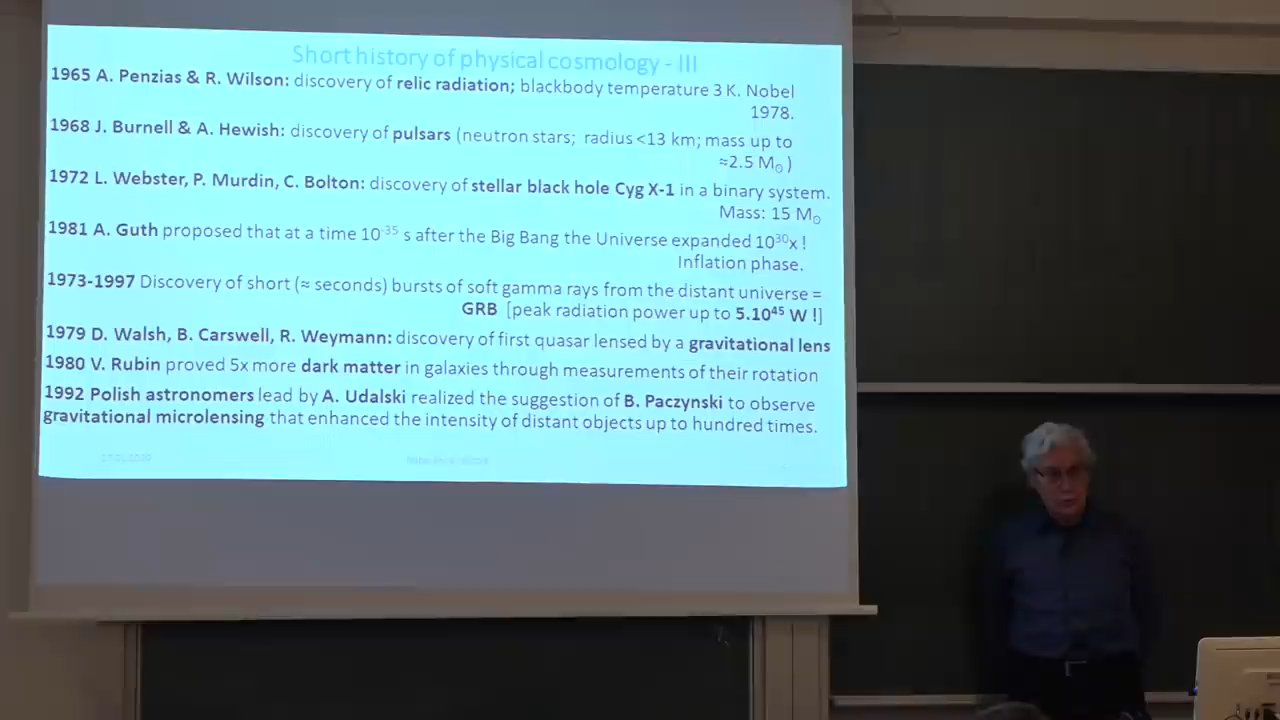 Short history of physical cosmology - III
1965 A. Penzias & R. Wilson: discovery of relic radiation; blackbody temperature 3 K. Nobel
1978.
1968 J. Burnell & A. Hewish: discovery of pulsars (neutron stars; radius <13 km; mass up to
≈2.5 M☉)
1972 L. Webster, P. Murdin, C. Bolton: discovery of stellar black hole Cyg X-1 in a binary system.
Mass: 15 M☉
1981 A. Guth proposed that at a time 10⁻³⁵ s after the Big Bang the Universe expanded 10³⁰x !
Inflation phase.
1973-1997 Discovery of short (≈ seconds) bursts of soft gamma rays from the distant universe =
GRB [peak radiation power up to 5.10⁴⁵ W !]
1979 D. Walsh, B. Carswell, R. Weymann: discovery of first quasar lensed by a gravitational lens
1980 V. Rubin proved 5x more dark matter in galaxies through measurements of their rotation
1992 Polish astronomers lead by A. Udalski realized the suggestion of B. Paczynski to observe
gravitational microlensing that enhanced the intensity of distant objects up to hundred times.